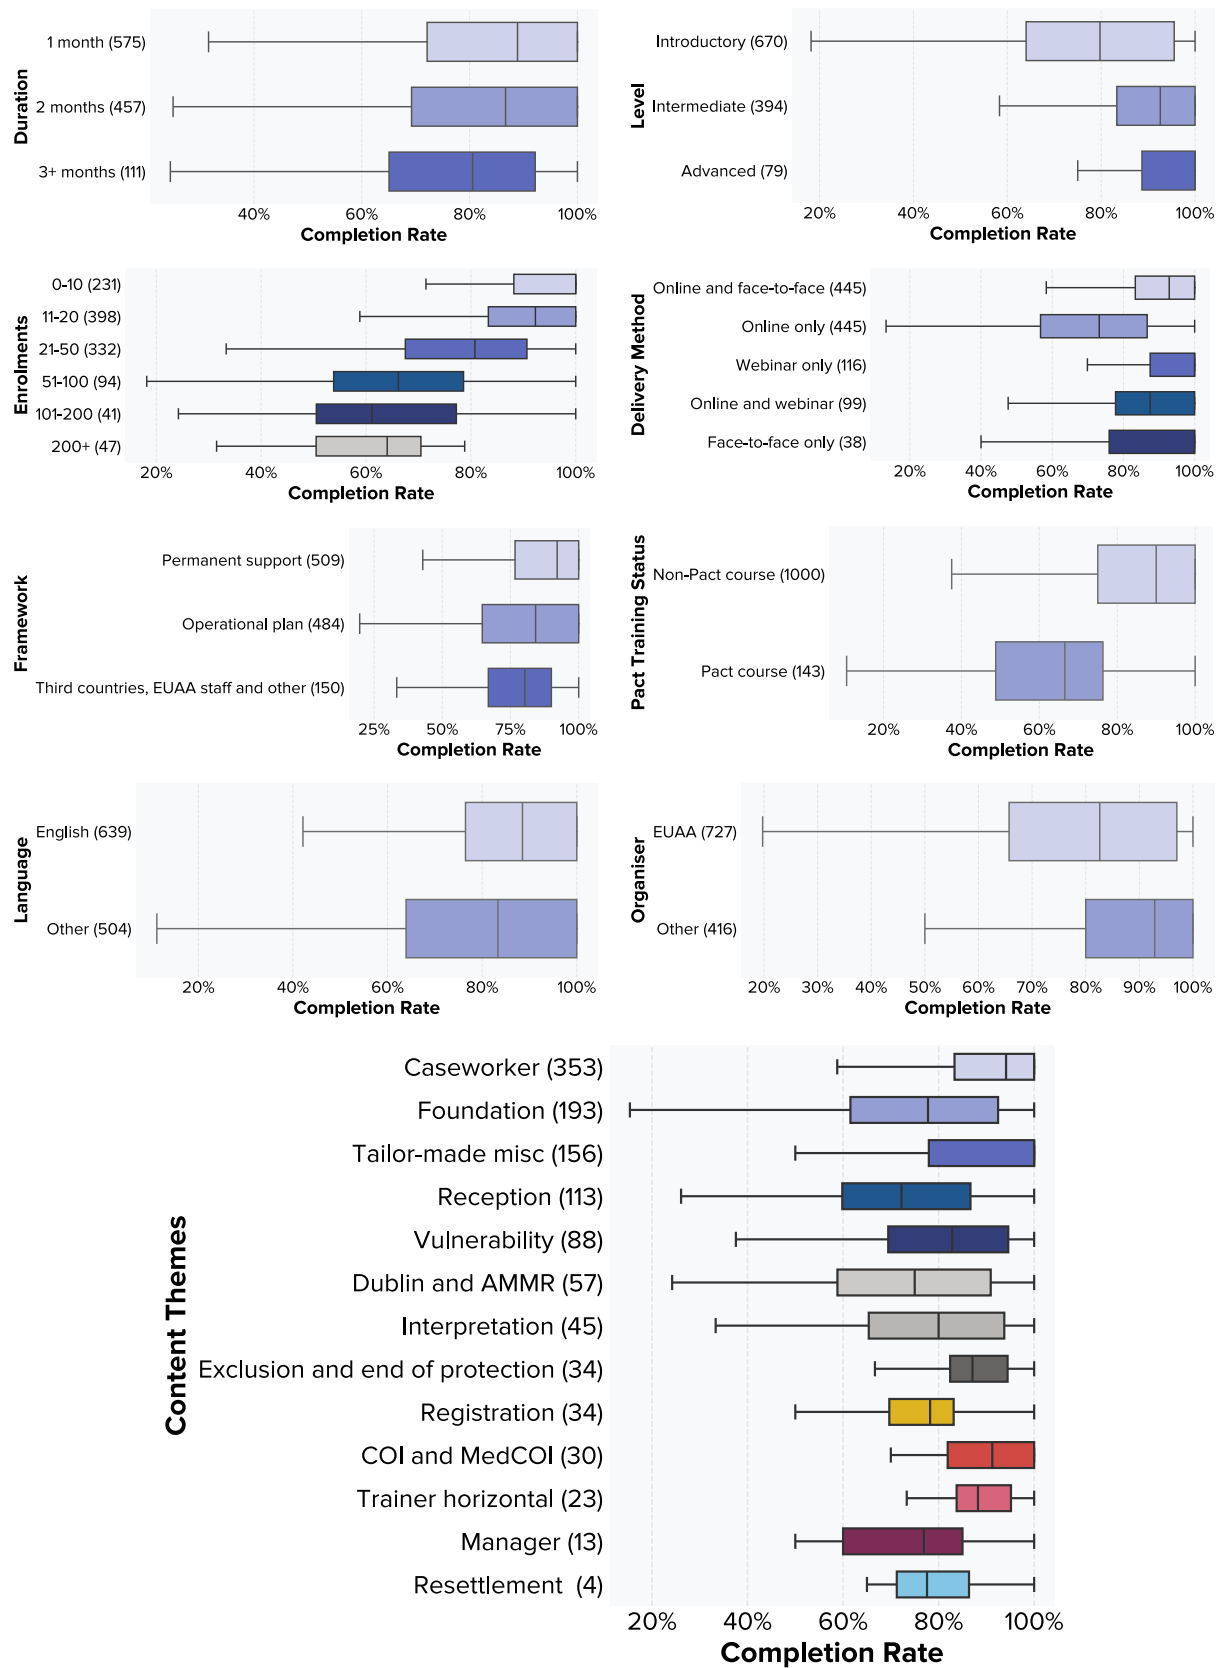 Duration
1 month (575)
2 months (457)
3+ months (111)
40% 60% 80% 100%
Completion Rate
Level
Introductory (670)
Intermediate (394)
Advanced (79)
20% 40% 60% 80% 100%
Completion Rate
Enrolments
0-10 (231)
11-20 (398)
21-50 (332)
51-100 (94)
101-200 (41)
200+ (47)
20% 40% 60% 80% 100%
Completion Rate
Delivery Method
Online and face-to-face (445)
Online only (445)
Webinar only (116)
Online and webinar (99)
Face-to-face only (38)
20% 40% 60% 80% 100%
Completion Rate
Framework
Permanent support (509)
Operational plan (484)
Third countries, EUAA staff and other (150)
25% 50% 75% 100%
Completion Rate
Pact Training Status
Non-Pact course (1000)
Pact course (143)
20% 40% 60% 80% 100%
Completion Rate
Language
English (639)
Other (504)
20% 40% 60% 80% 100%
Completion Rate
Organiser
EUAA (727)
Other (416)
20% 30% 40% 50% 60% 70% 80% 90% 100%
Completion Rate
Content Themes
Caseworker (353)
Foundation (193)
Tailor-made misc (156)
Reception (113)
Vulnerability (88)
Dublin and AMMR (57)
Interpretation (45)
Exclusion and end of protection (34)
Registration (34)
COI and MedCOI (30)
Trainer horizontal (23)
Manager (13)
Resettlement (4)
20% 40% 60% 80% 100%
Completion Rate